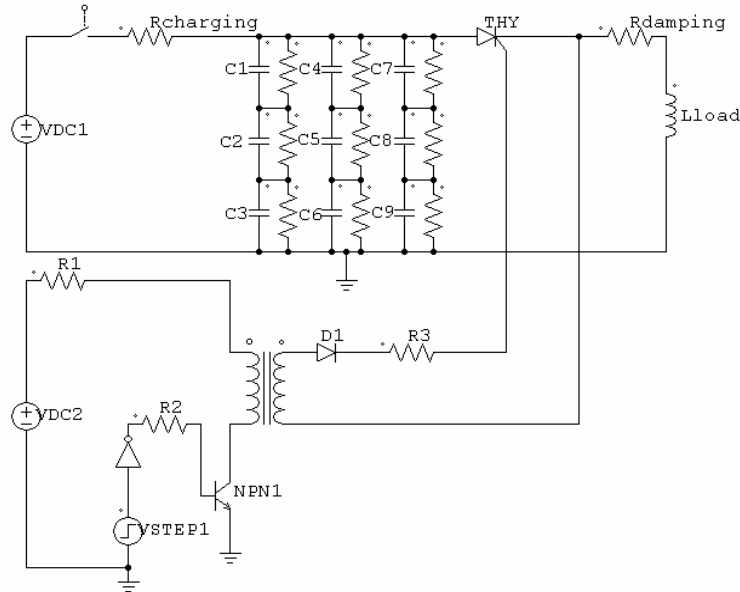 Rcharging
THY
Rdamping
C1
C4
C7
VDC1
Lload
C2
C5
C8
C3
C6
C9
R1
D1
R3
VDC2
R2
NPN1
VSTEP1